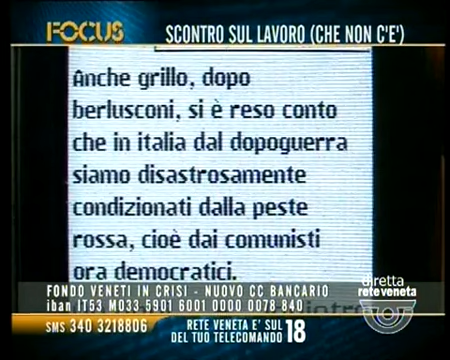 FOCUS
SCONTRO SUL LAVORO (CHE NON C'E')
Anche grillo, dopo
berlusconi, si è reso conto
che in italia dal dopoguerra
siamo disastrosamente
condizionati dalla peste
rossa, cioè dai comunisti
ora democratici.
FONDO VENETI IN CRISI - NUOVO CC BANCARIO
iban IT53 M033 5901 6001 0000 0078 840
diretta
reteveneta
SMS 340 3218806
RETE VENETA E' SUL 18
DEL TUO TELECOMANDO